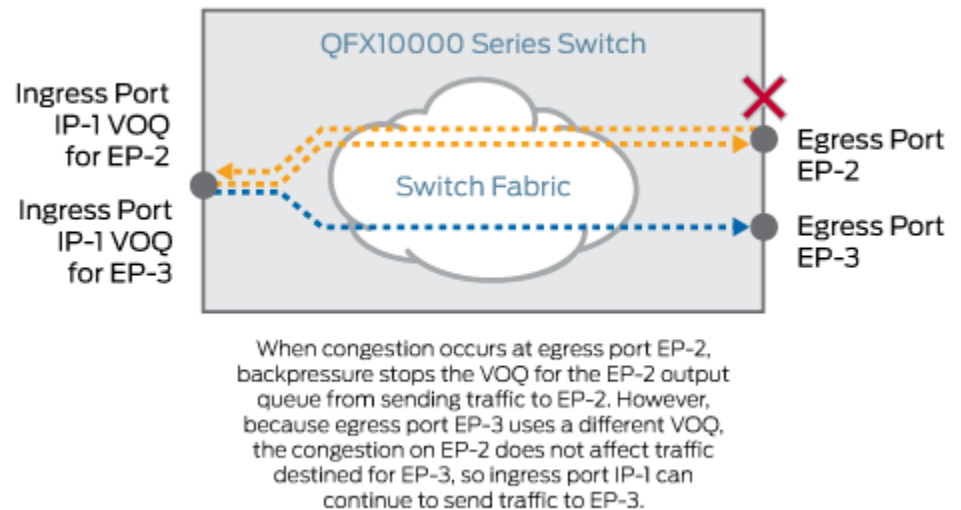 QFX10000 Series Switch
Ingress Port
IP-1 VOQ
for EP-2
Egress Port
EP-2
Switch Fabric
Ingress Port
IP-1 VOQ
for EP-3
Egress Port
EP-3
When congestion occurs at egress port EP-2,
backpressure stops the VOQ for the EP-2 output
queue from sending traffic to EP-2. However,
because egress port EP-3 uses a different VOQ,
the congestion on EP-2 does not affect traffic
destined for EP-3, so ingress port IP-1 can
continue to send traffic to EP-3.